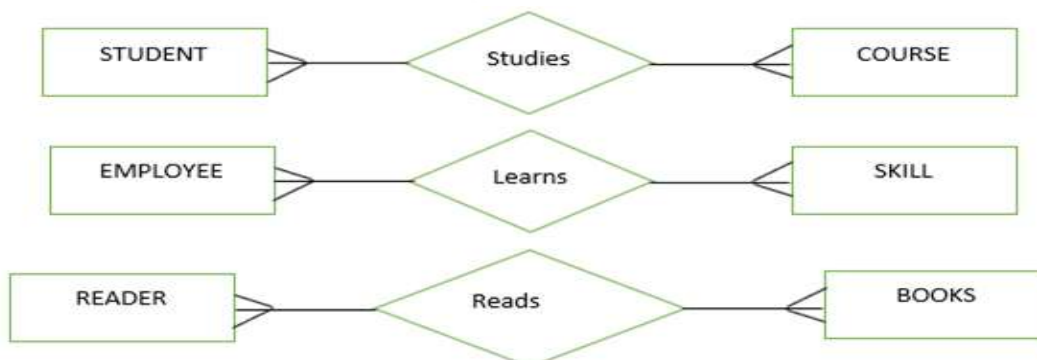 STUDENT Studies COURSE
EMPLOYEE Learns SKILL
READER Reads BOOKS